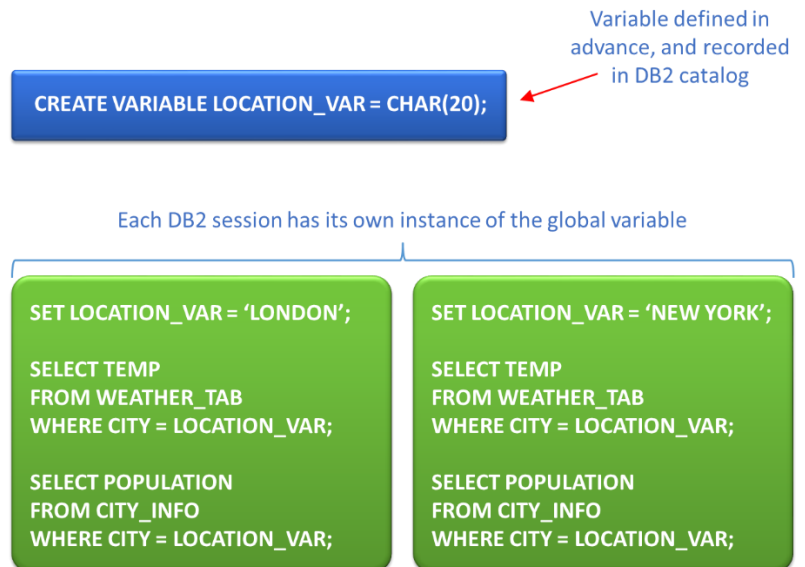 Variable defined in
advance, and recorded
in DB2 catalog
CREATE VARIABLE LOCATION_VAR = CHAR(20);
Each DB2 session has its own instance of the global variable
SET LOCATION_VAR = ‘LONDON’;
SELECT TEMP
FROM WEATHER_TAB
WHERE CITY = LOCATION_VAR;
SELECT POPULATION
FROM CITY_INFO
WHERE CITY = LOCATION_VAR;
SET LOCATION_VAR = ‘NEW YORK’;
SELECT TEMP
FROM WEATHER_TAB
WHERE CITY = LOCATION_VAR;
SELECT POPULATION
FROM CITY_INFO
WHERE CITY = LOCATION_VAR;